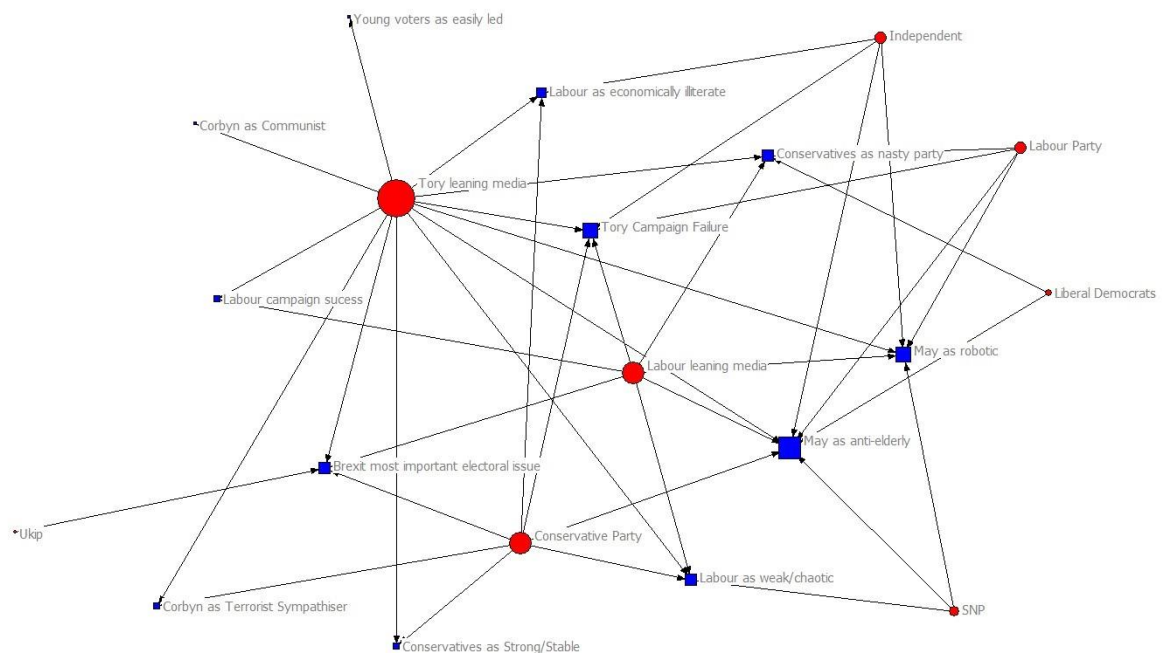 Young voters as easily led
Independent
Labour as economically illiterate
Corbyn as Communist
Labour Party
Conservatives as nasty party
Tory leaning media
Tory Campaign Failure
Liberal Democrats
Labour campaign sucess
May as robotic
Labour leaning media
May as anti-elderly
Brexit most important electoral issue
Ukip
Conservative Party
Labour as weak/chaotic
Corbyn as Terrorist Sympathiser
SNP
Conservatives as Strong/Stable